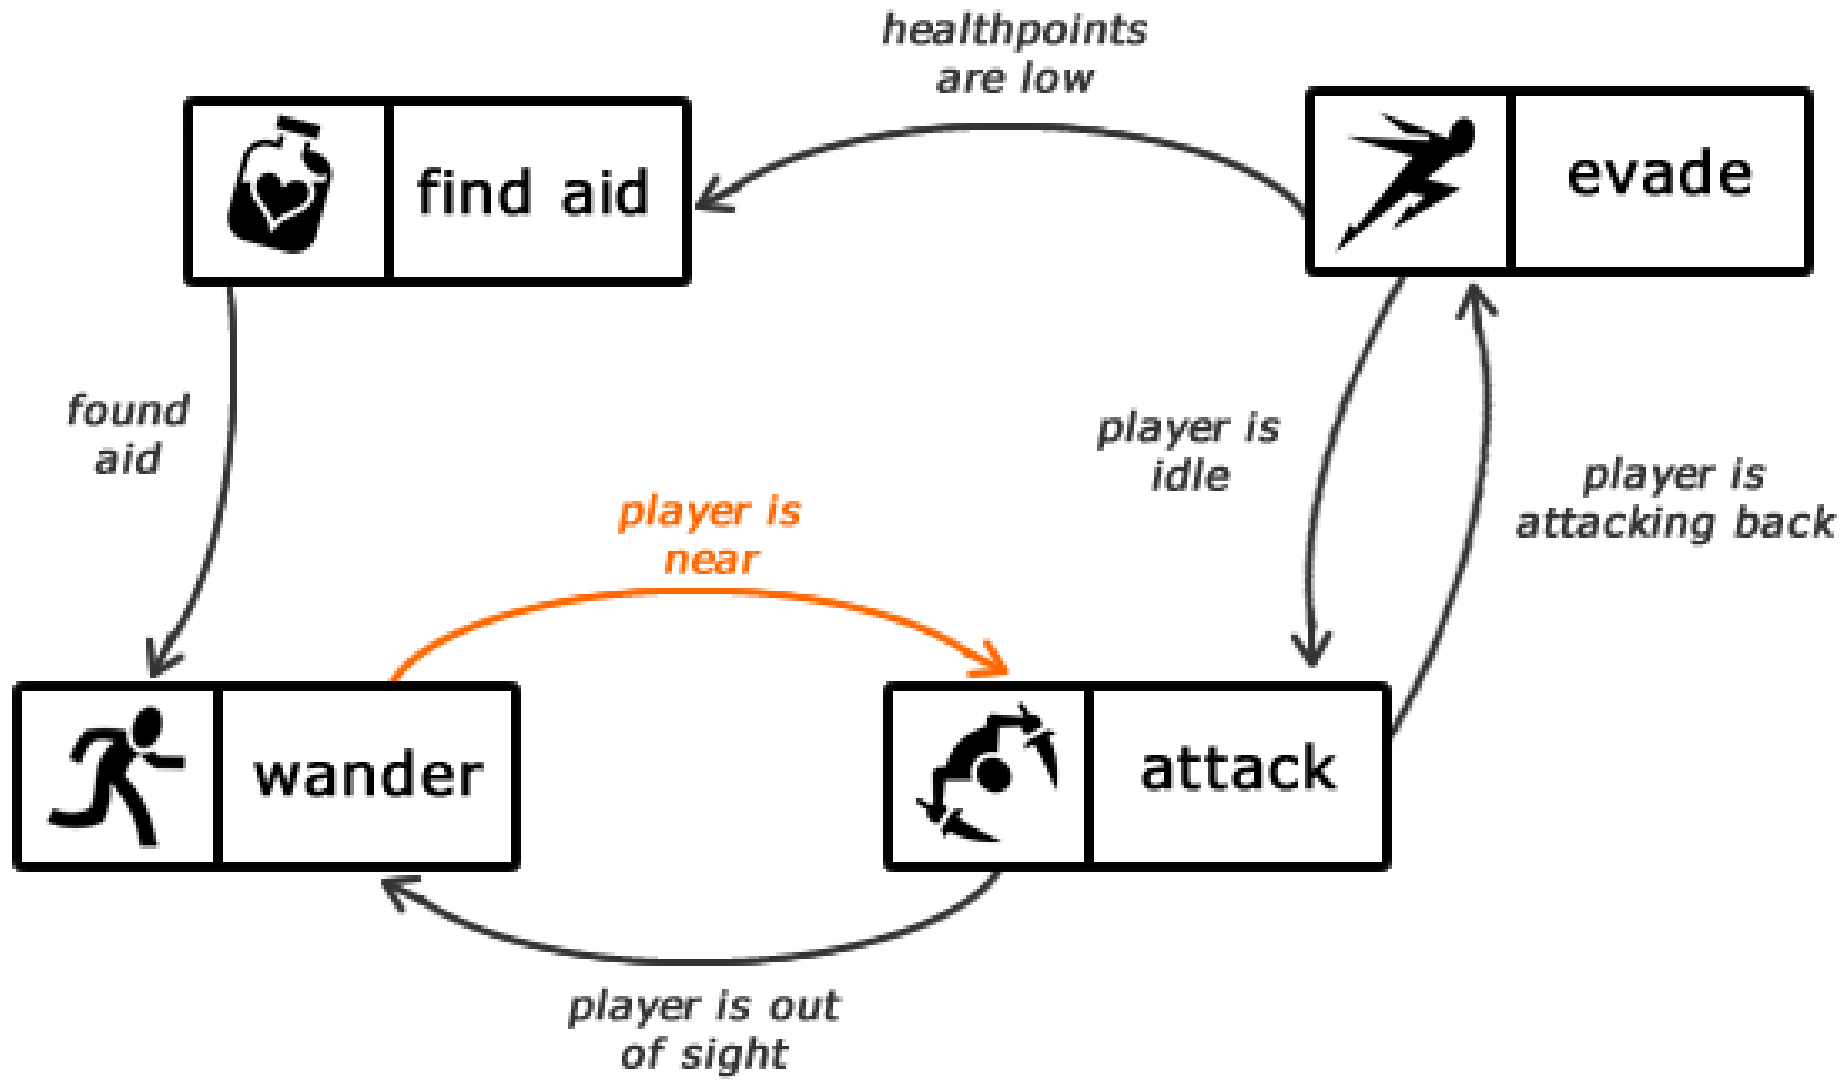 healthpoints
are low
find aid
evade
found
aid
player is
idle
player is
attacking back
player is
near
wander
attack
player is out
of sight